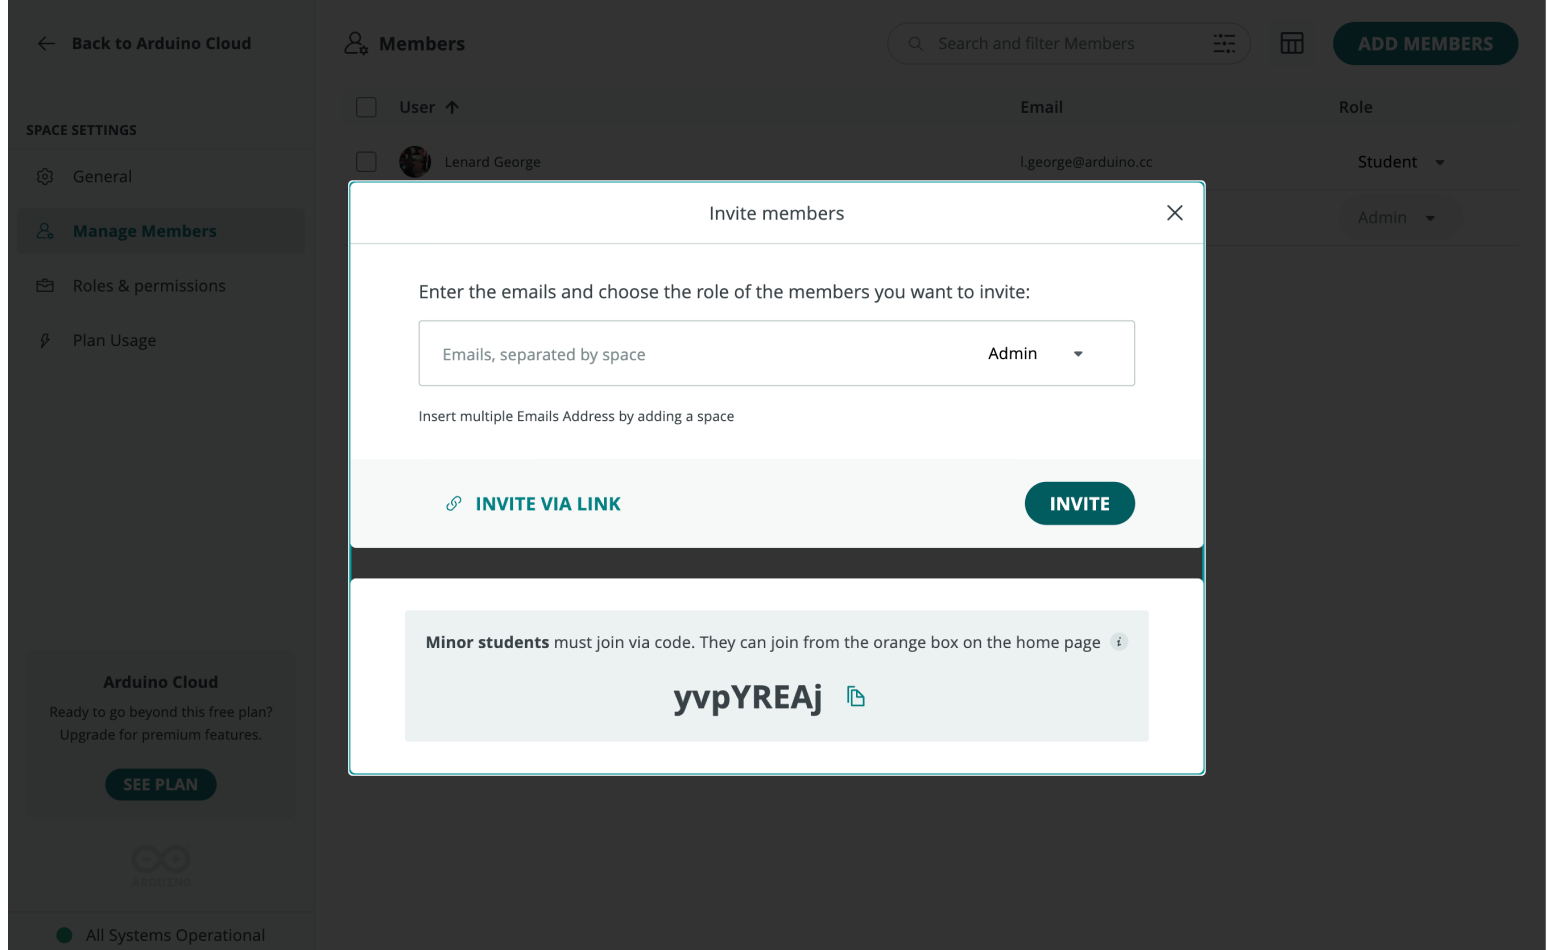 Back to Arduino Cloud
Members
Search and filter Members
ADD MEMBERS
User
Email
Role
SPACE SETTINGS
Lenard George
l.george@arduino.cc
Student
General
Invite members
Manage Members
Admin
Roles & permissions
Enter the emails and choose the role of the members you want to invite:
Plan Usage
Emails, separated by space
Admin
Insert multiple Emails Address by adding a space
INVITE VIA LINK
INVITE
Minor students must join via code. They can join from the orange box on the home page
yvpYREAj
Arduino Cloud
Ready to go beyond this free plan?
Upgrade for premium features.
SEE PLAN
ARDUINO
All Systems Operational